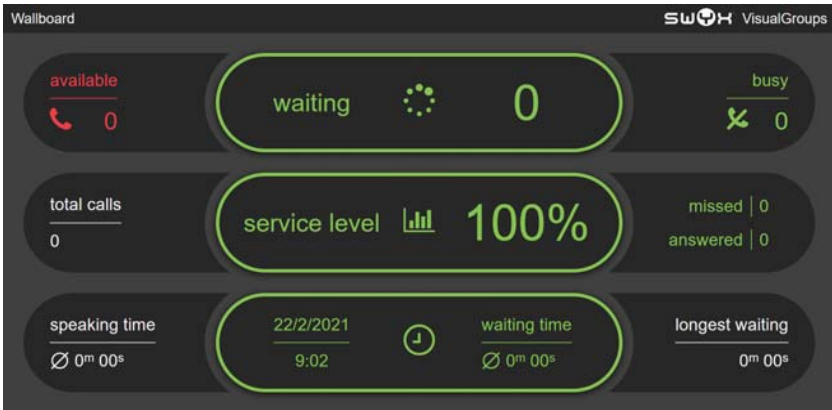 Wallboard
SWYX VisualGroups
available
0
waiting 0
busy
0
total calls
0
service level 100%
missed | 0
answered | 0
speaking time
Ø 0ᵐ 00ˢ
22/2/2021
9:02
waiting time
Ø 0ᵐ 00ˢ
longest waiting
0ᵐ 00ˢ